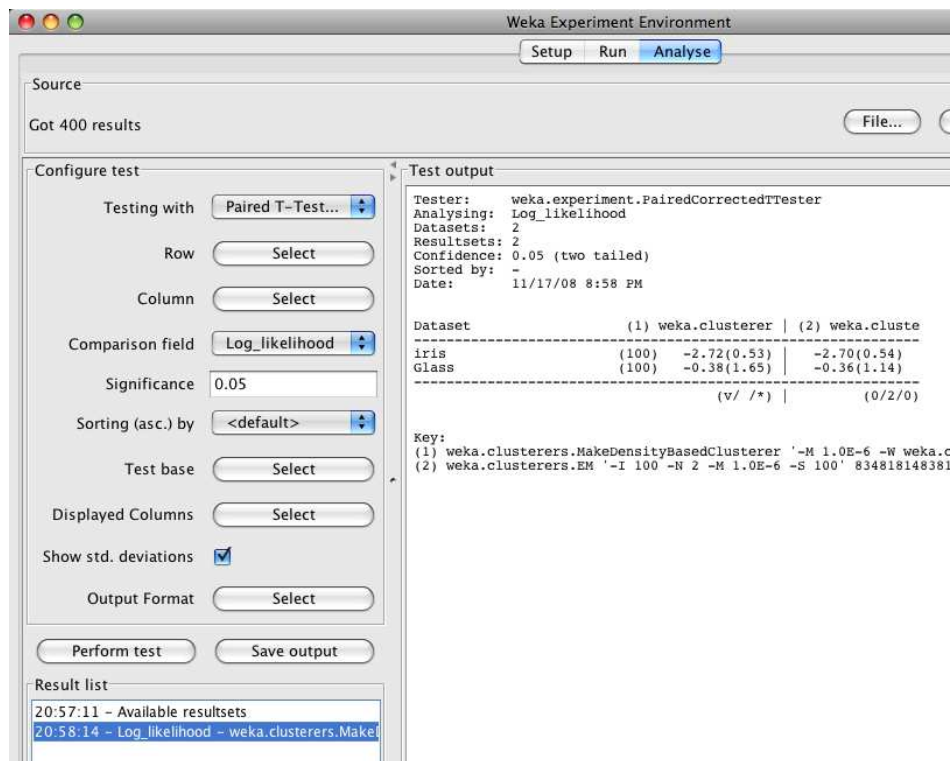 Weka Experiment Environment
Setup Run Analyse
Source
Got 400 results
File...
Configure test
Testing with Paired T-Test...
Row Select
Column Select
Comparison field Log_likelihood
Significance 0.05
Sorting (asc.) by <default>
Test base Select
Displayed Columns Select
Show std. deviations
Output Format Select
Perform test Save output
Result list
20:57:11 – Available resultsets
20:58:14 – Log_likelihood – weka.clusterers.Make
Test output
Tester: weka.experiment.PairedCorrectedTTester
Analysing: Log_likelihood
Datasets: 2
Resultsets: 2
Confidence: 0.05 (two tailed)
Sorted by: -
Date: 11/17/08 8:58 PM
Dataset (1) weka.clusterer | (2) weka.cluste
--------------------------------------------------------------
iris (100) -2.72(0.53) | -2.70(0.54)
Glass (100) -0.38(1.65) | -0.36(1.14)
--------------------------------------------------------------
(v/ /*) | (0/2/0)
Key:
(1) weka.clusterers.MakeDensityBasedClusterer '-M 1.0E-6 -W weka.c
(2) weka.clusterers.EM '-I 100 -N 2 -M 1.0E-6 -S 100' 834818148381